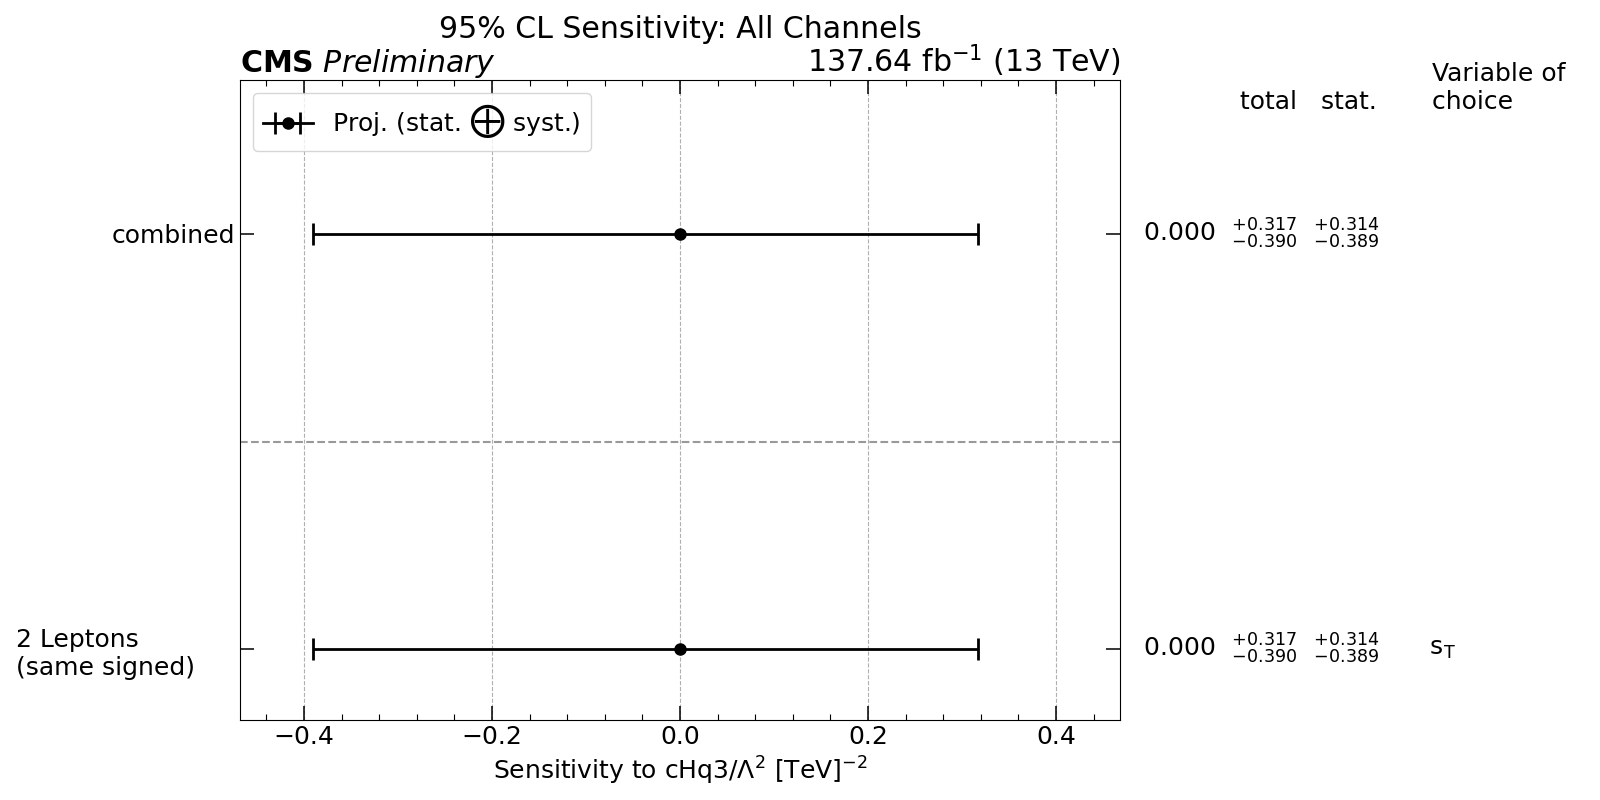 95% CL Sensitivity: All Channels
CMS Preliminary 137.64 fb⁻¹ (13 TeV)
total stat. Variable of
choice
Proj. (stat. ⊕ syst.)
combined 0.000 +0.317 +0.314
−0.390 −0.389
2 Leptons
(same signed) 0.000 +0.317 +0.314 s_T
−0.390 −0.389
−0.4 −0.2 0.0 0.2 0.4
Sensitivity to cHq3/Λ² [TeV]⁻²